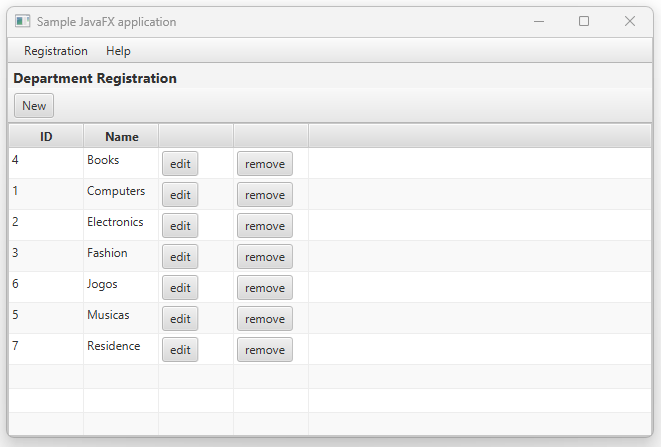 Sample JavaFX application
Registration Help
Department Registration
New
ID Name
4 Books edit remove
1 Computers edit remove
2 Electronics edit remove
3 Fashion edit remove
6 Jogos edit remove
5 Musicas edit remove
7 Residence edit remove